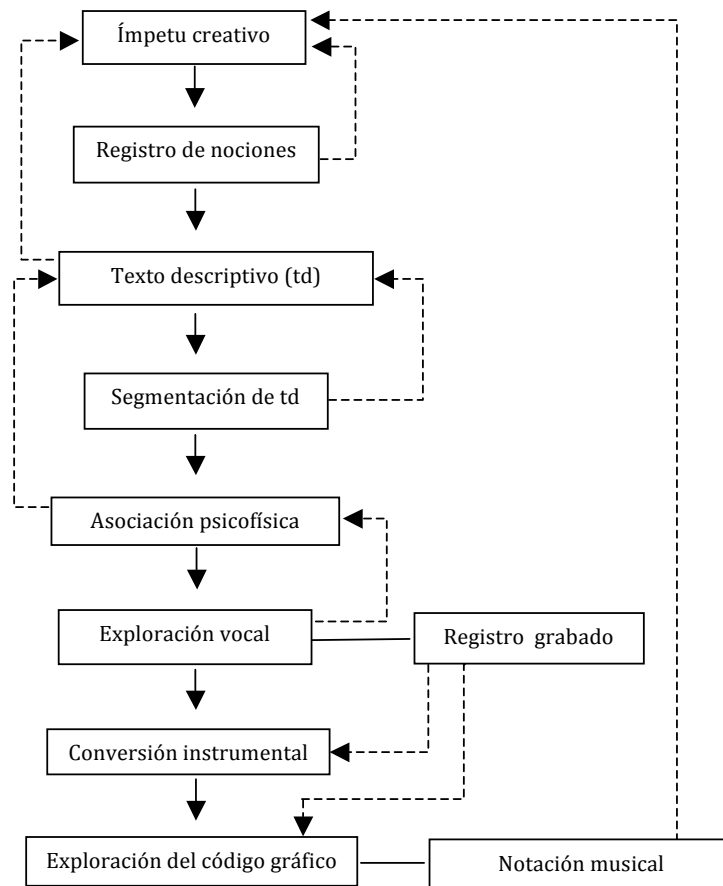 Ímpetu creativo
Registro de nociones
Texto descriptivo (td)
Segmentación de td
Asociación psicofísica
Exploración vocal
Registro grabado
Conversión instrumental
Exploración del código gráfico
Notación musical